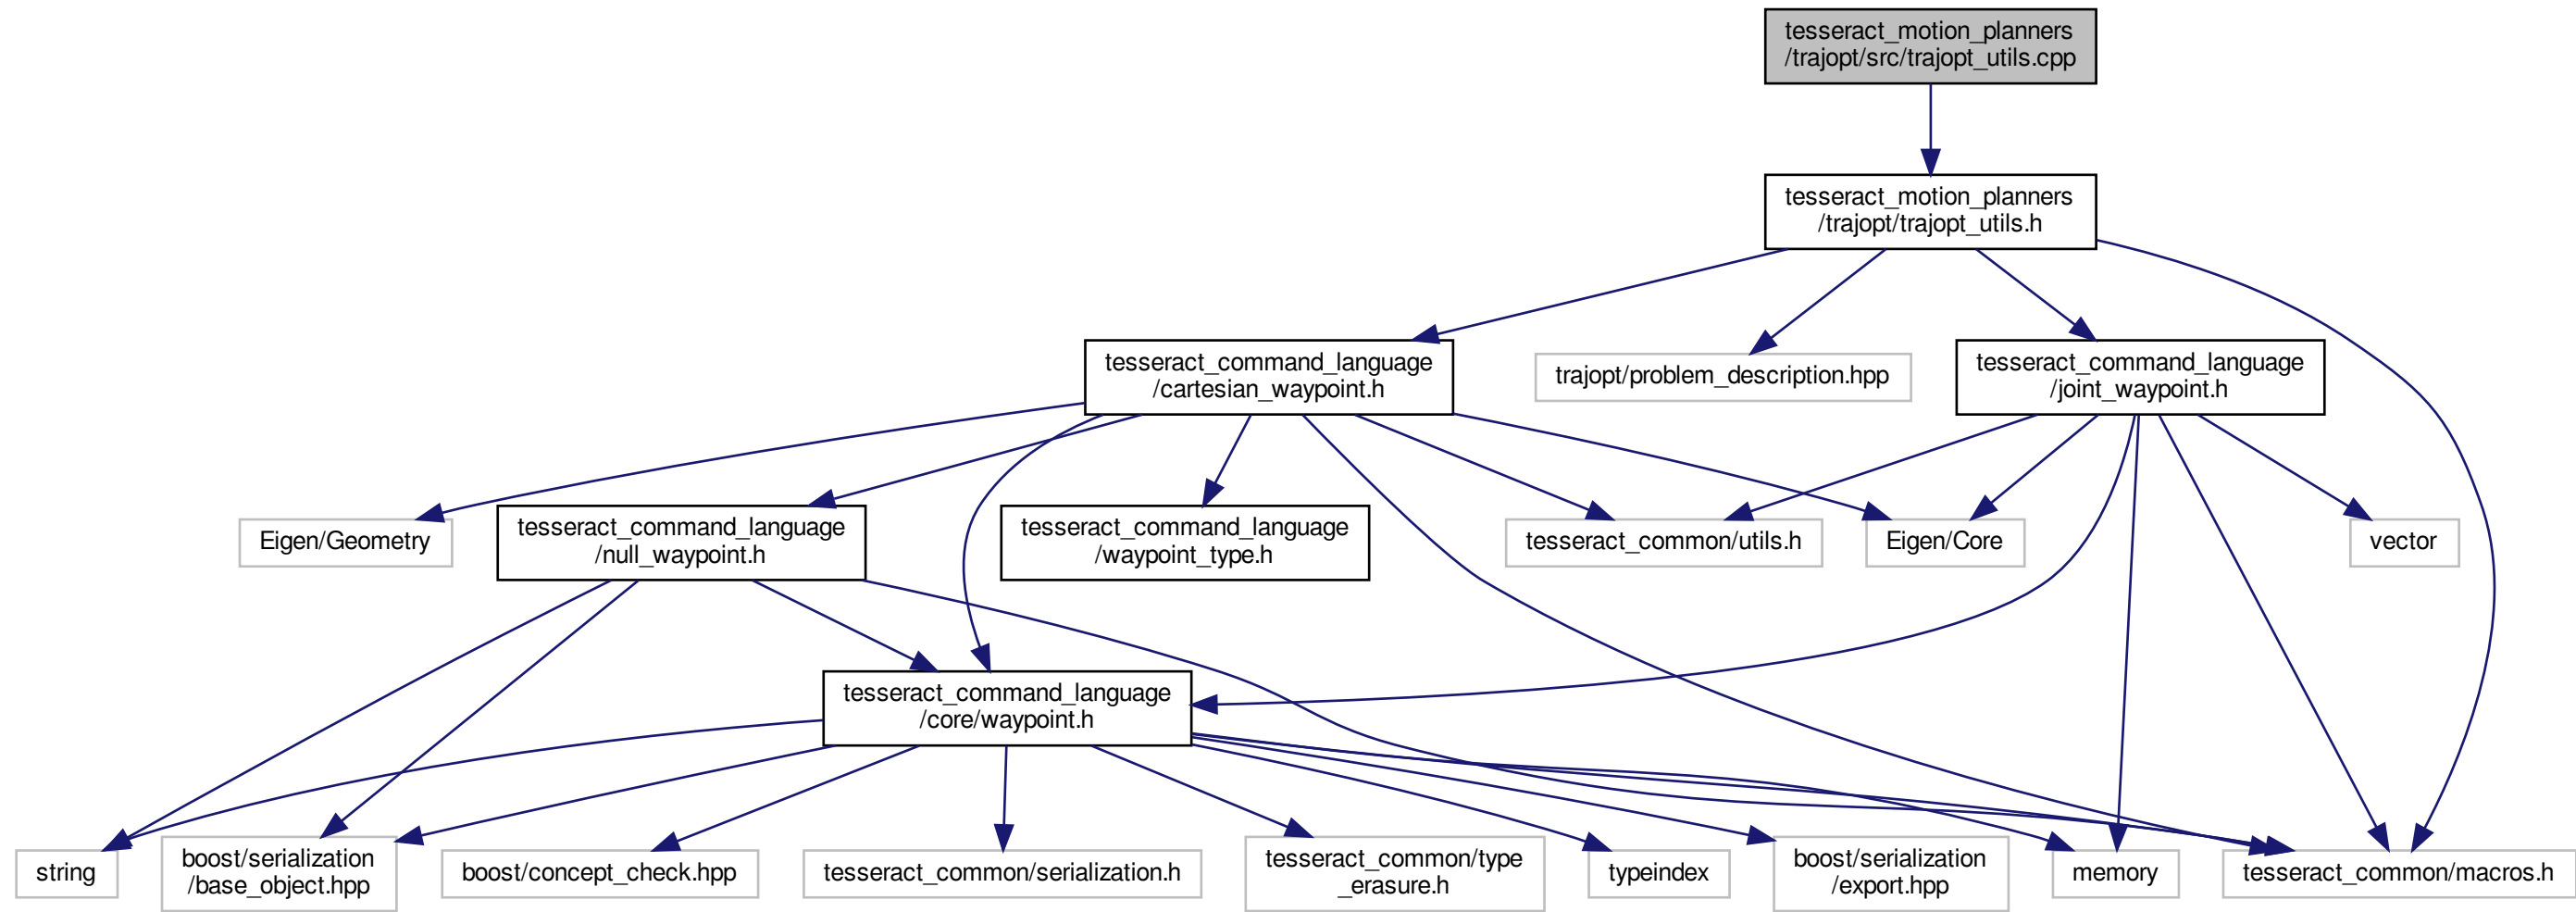 tesseract_motion_planners
/trajopt/src/trajopt_utils.cpp
tesseract_motion_planners
/trajopt/trajopt_utils.h
tesseract_command_language
/cartesian_waypoint.h
trajopt/problem_description.hpp
tesseract_command_language
/joint_waypoint.h
Eigen/Geometry
tesseract_command_language
/null_waypoint.h
tesseract_command_language
/waypoint_type.h
tesseract_common/utils.h
Eigen/Core
vector
tesseract_command_language
/core/waypoint.h
string
boost/serialization
/base_object.hpp
boost/concept_check.hpp
tesseract_common/serialization.h
tesseract_common/type
_erasure.h
typeindex
boost/serialization
/export.hpp
memory
tesseract_common/macros.h